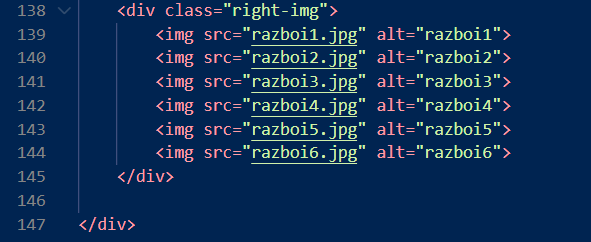 138 <div class="right-img">
139 <img src="razboi1.jpg" alt="razboi1">
140 <img src="razboi2.jpg" alt="razboi2">
141 <img src="razboi3.jpg" alt="razboi3">
142 <img src="razboi4.jpg" alt="razboi4">
143 <img src="razboi5.jpg" alt="razboi5">
144 <img src="razboi6.jpg" alt="razboi6">
145 </div>
146
147 </div>